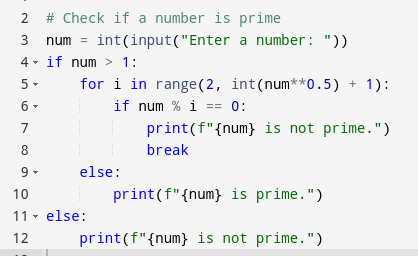 2 # Check if a number is prime
3 num = int(input("Enter a number: "))
4 if num > 1:
5     for i in range(2, int(num**0.5) + 1):
6         if num % i == 0:
7             print(f"{num} is not prime.")
8             break
9     else:
10         print(f"{num} is prime.")
11 else:
12     print(f"{num} is not prime.")